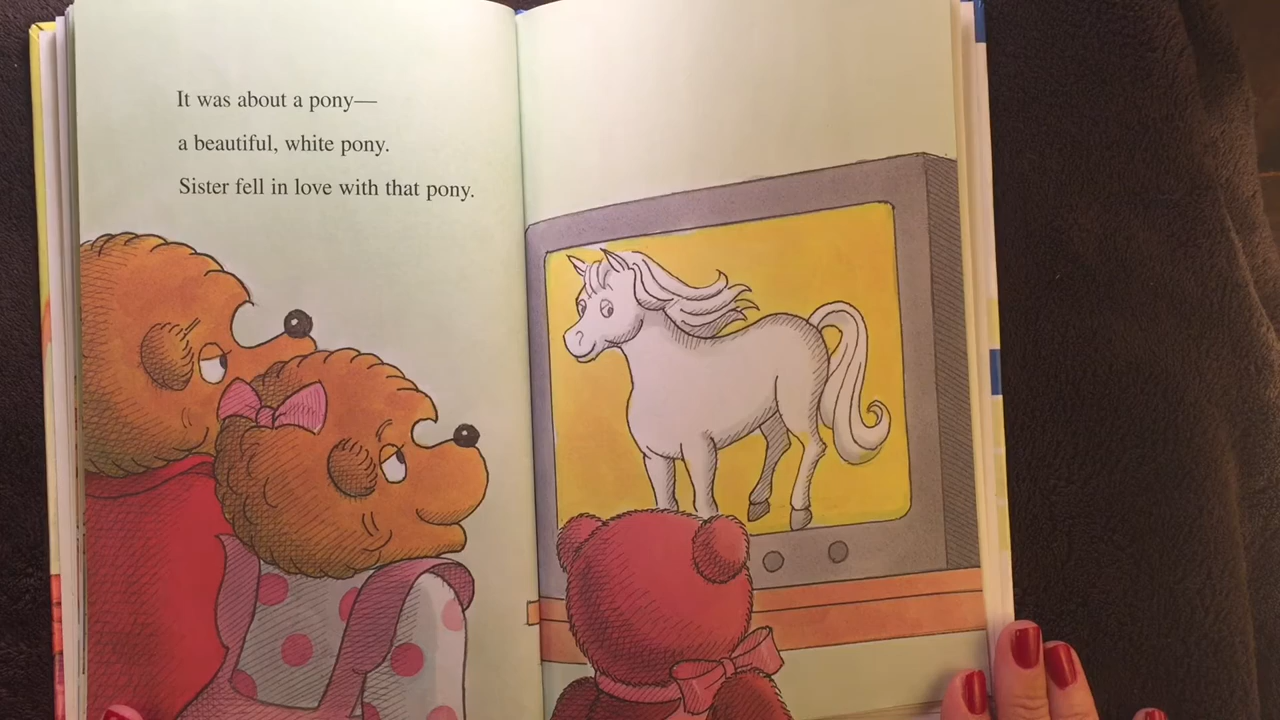 It was about a pony—
a beautiful, white pony.
Sister fell in love with that pony.